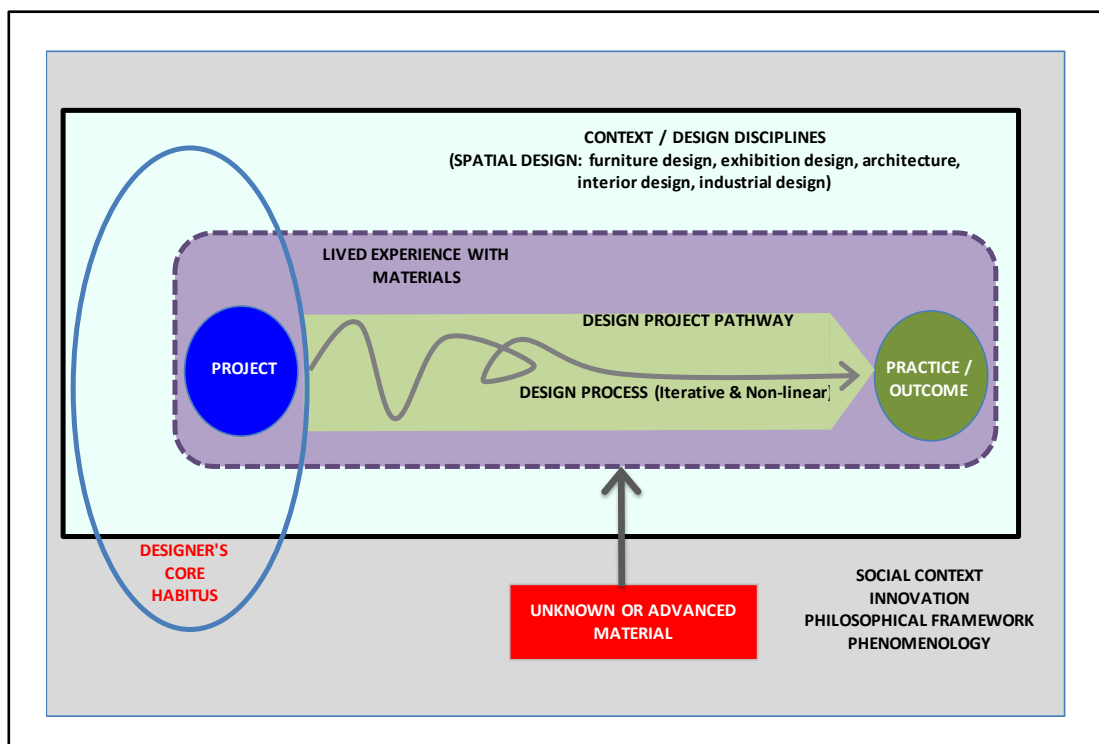 CONTEXT / DESIGN DISCIPLINES
(SPATIAL DESIGN: furniture design, exhibition design, architecture,
interior design, industrial design)
LIVED EXPERIENCE WITH
MATERIALS
DESIGN PROJECT PATHWAY
PROJECT
DESIGN PROCESS (Iterative & Non-linear)
PRACTICE /
OUTCOME
DESIGNER'S
CORE
HABITUS
UNKNOWN OR ADVANCED
MATERIAL
SOCIAL CONTEXT
INNOVATION
PHILOSOPHICAL FRAMEWORK
PHENOMENOLOGY